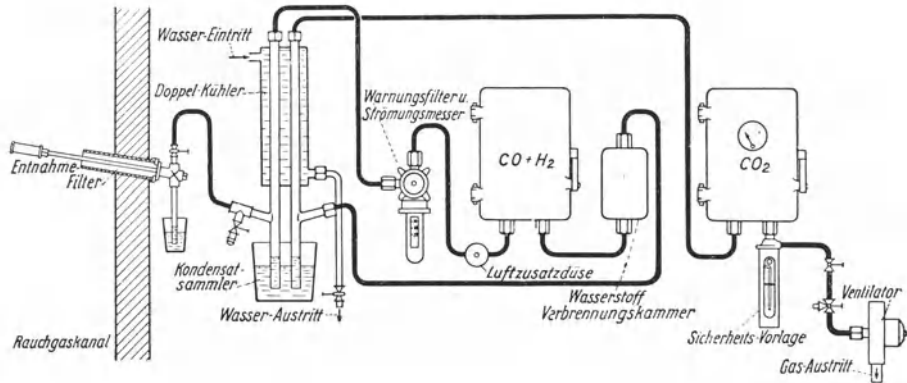 Wasser-Eintritt
Doppel-Kühler
Warnungsfilter u.
Strömungsmesser
CO + H₂
CO₂
Entnahme-
Filter
Luftzusatzdüse
Kondensat-
sammler
Wasserstoff
Verbrennungskammer
Wasser-Austritt
Ventilator
Sicherheits-Vorlage
Rauchgaskanal
Gas-Austritt